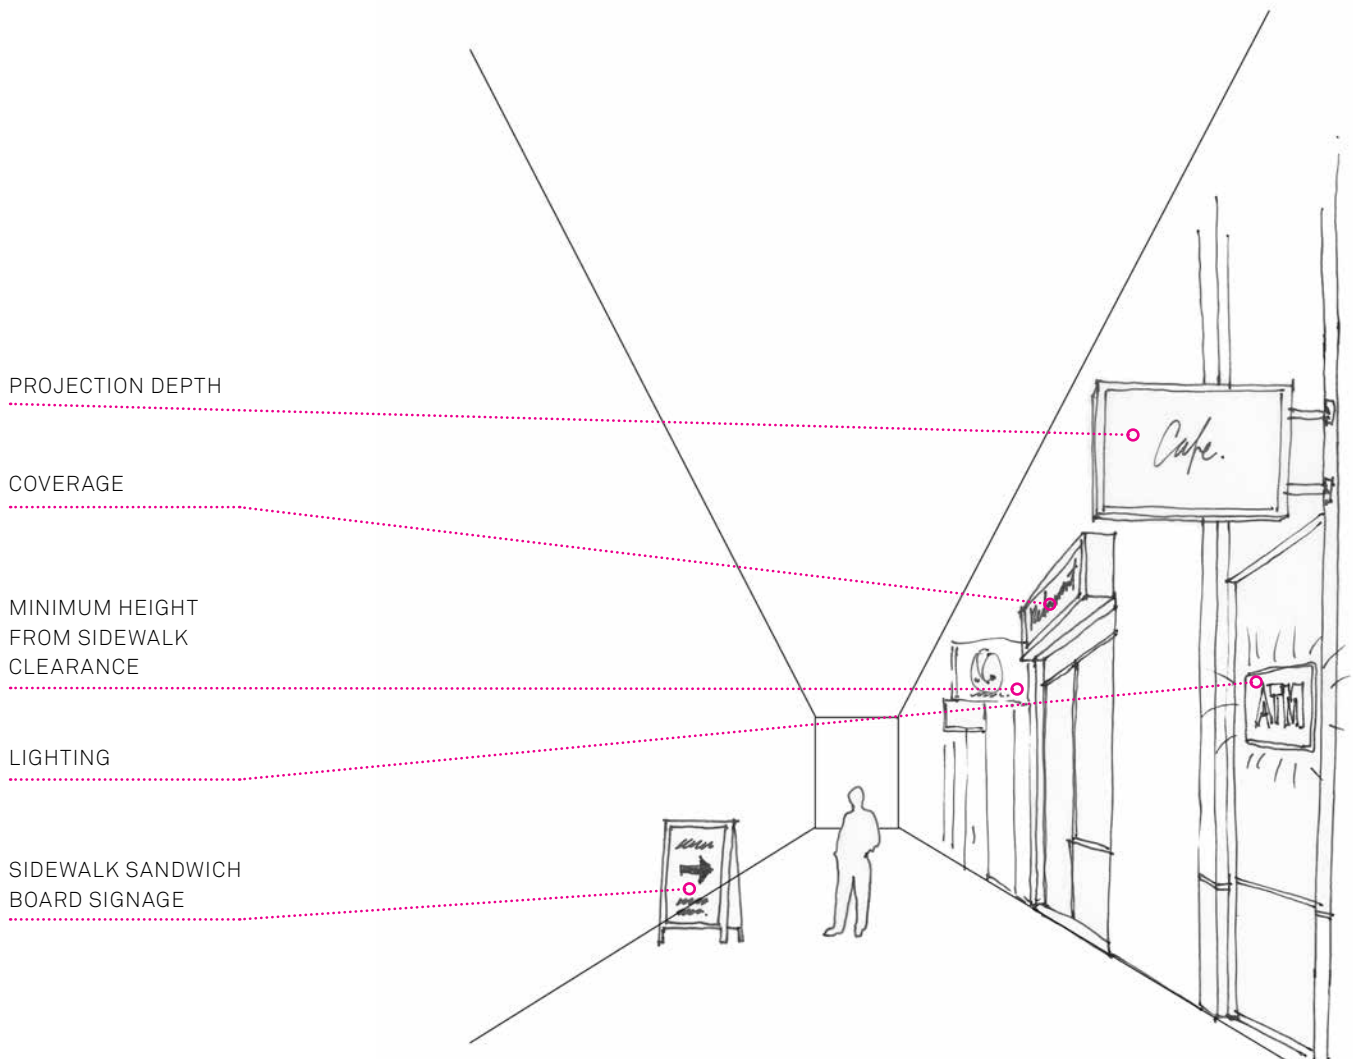 PROJECTION DEPTH
COVERAGE
MINIMUM HEIGHT
FROM SIDEWALK
CLEARANCE
LIGHTING
SIDEWALK SANDWICH
BOARD SIGNAGE
Cafe.
ATM